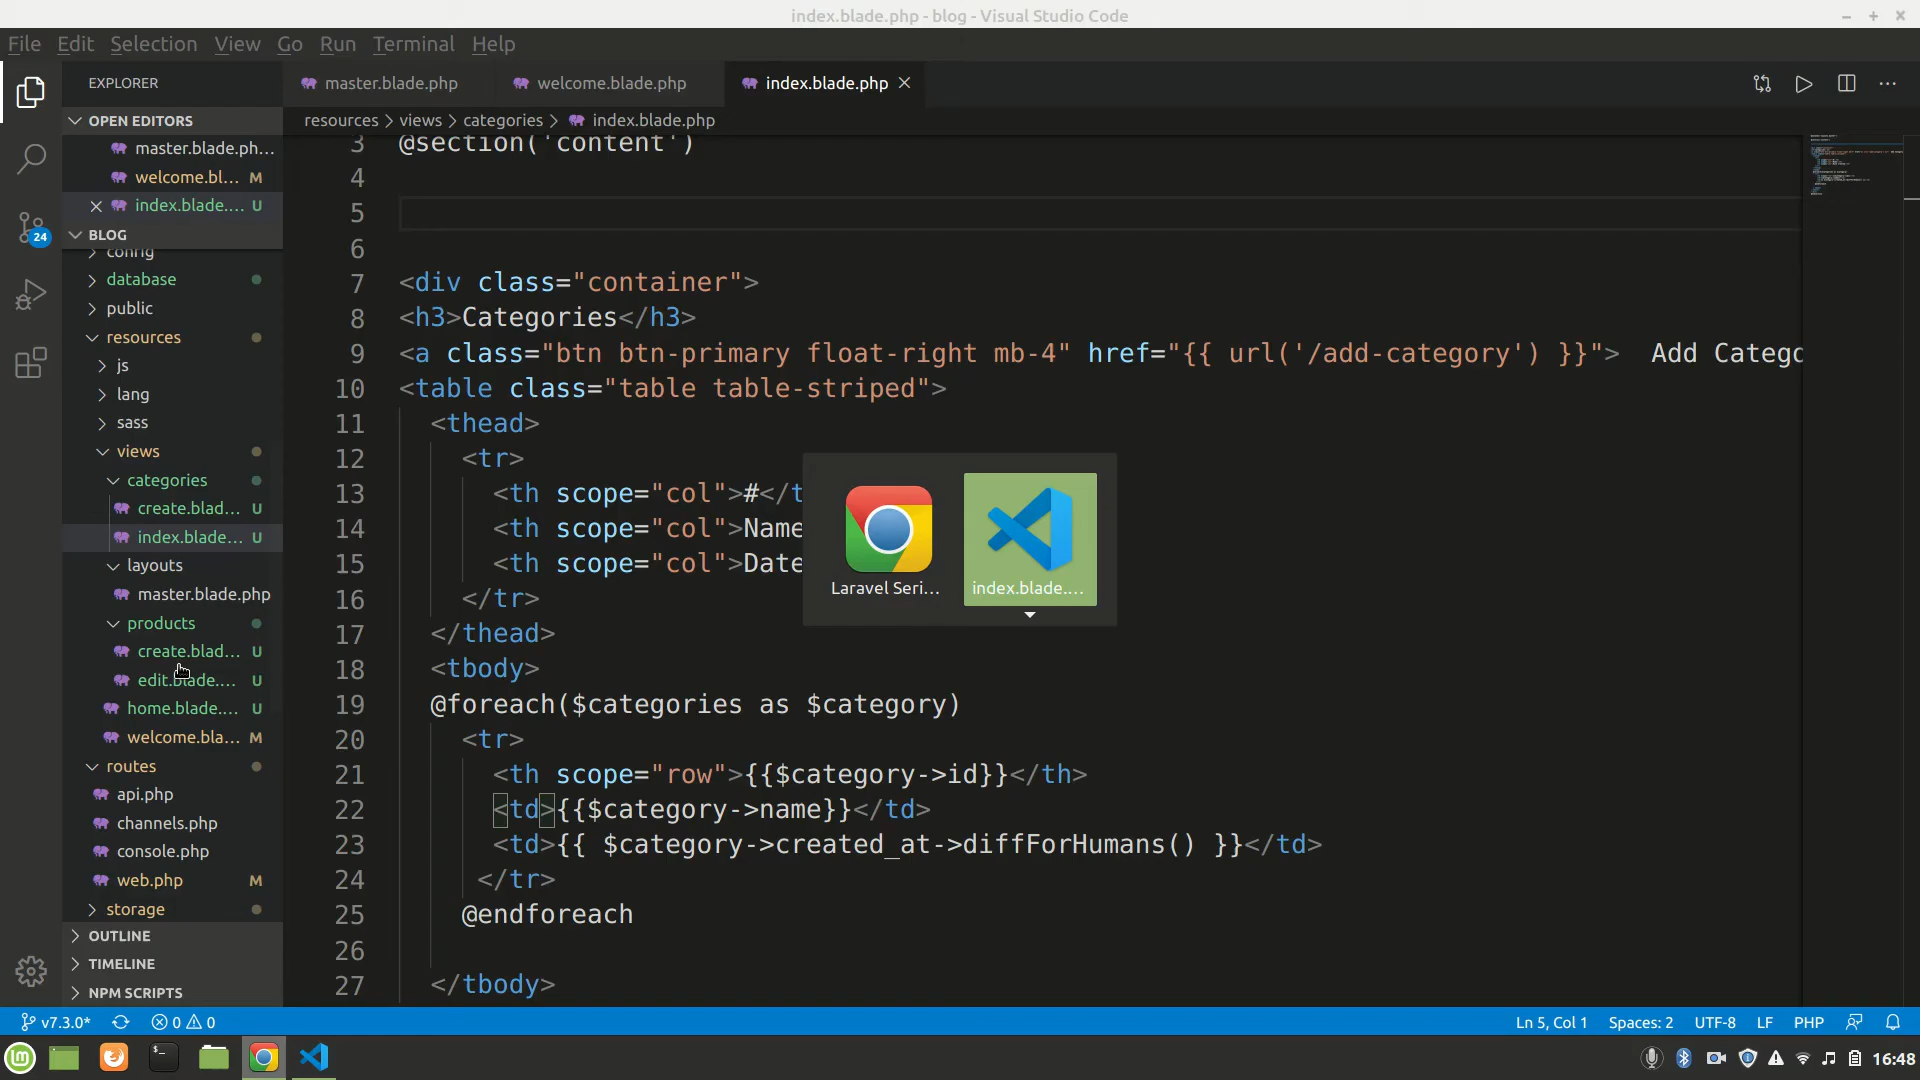 index.blade.php - blog - Visual Studio Code
File Edit Selection View Go Run Terminal Help
EXPLORER
master.blade.php
welcome.blade.php
index.blade.php
OPEN EDITORS
master.blade.ph...
welcome.bl... M
index.blade.... U
resources > views > categories > index.blade.php
BLOG
config
database
public
resources
js
lang
sass
views
categories
create.blad... U
index.blade... U
layouts
master.blade.php
products
create.blad... U
edit.blade.... U
home.blade.... U
welcome.bla... M
routes
api.php
channels.php
console.php
web.php M
storage
OUTLINE
TIMELINE
NPM SCRIPTS
24
3 @section('content')
4
5
6
7 <div class="container">
8 <h3>Categories</h3>
9 <a class="btn btn-primary float-right mb-4" href="{{ url('/add-category') }}"> Add Catego
10 <table class="table table-striped">
11 <thead>
12 <tr>
13 <th scope="col">#</t
14 <th scope="col">Name
15 <th scope="col">Date
16 </tr>
17 </thead>
18 <tbody>
19 @foreach($categories as $category)
20 <tr>
21 <th scope="row">{{$category->id}}</th>
22 <td>{{$category->name}}</td>
23 <td>{{ $category->created_at->diffForHumans() }}</td>
24 </tr>
25 @endforeach
26
27 </tbody>
Laravel Seri...
index.blade....
v7.3.0* 0 0
Ln 5, Col 1 Spaces: 2 UTF-8 LF PHP
16:48